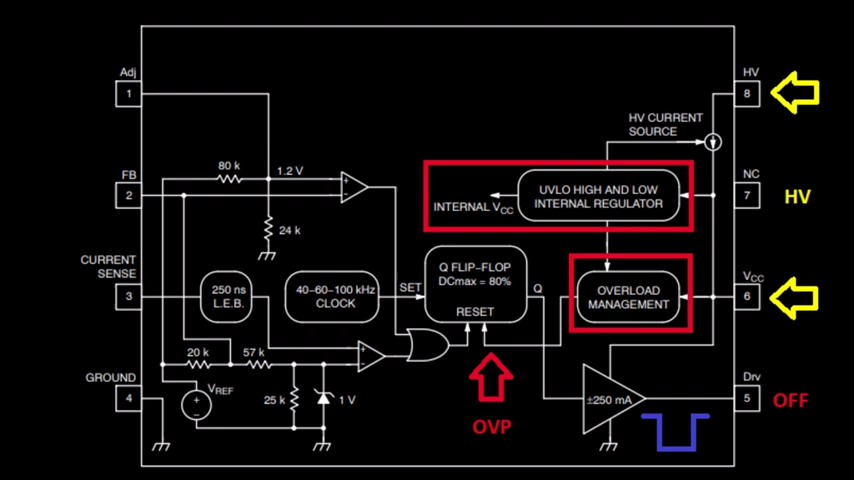 Adj
1
HV
8
HV CURRENT
SOURCE
80 k
1.2 V
+
−
FB
2
24 k
UVLO HIGH AND LOW
INTERNAL REGULATOR
INTERNAL VCC
NC
7
HV
CURRENT
SENSE
3
250 ns
L.E.B.
40–60–100 kHz
CLOCK
SET
Q FLIP–FLOP
DCmax = 80%
RESET
Q
OVERLOAD
MANAGEMENT
VCC
6
20 k
57 k
+
−
GROUND
4
VREF
+
−
25 k
1 V
OVP
±250 mA
Drv
5
OFF